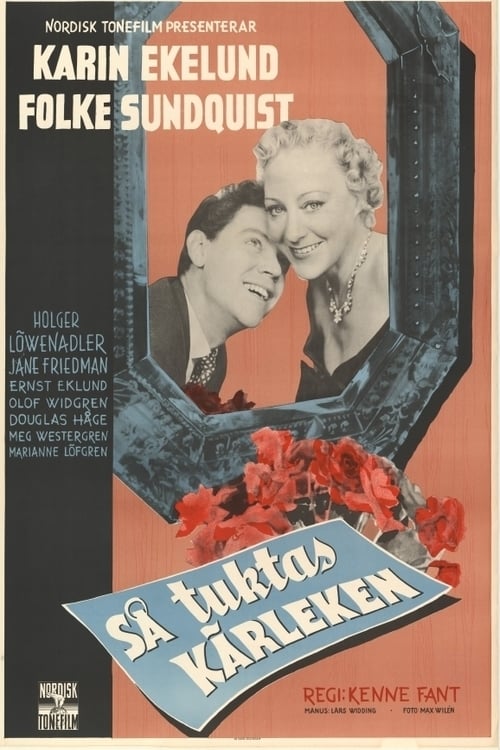 NORDISK TONEFILM PRESENTERAR
KARIN EKELUND
FOLKE SUNDQUIST
HOLGER
LÖWENADLER
JANE FRIEDMAN
ERNST EKLUND
OLOF WIDGREN
DOUGLAS HÅGE
MEG WESTERGREN
MARIANNE LÖFGREN
SÅ tuktas
KÄRLEKEN
REGI: KENNE FANT
MANUS: LARS WIDDING · FOTO MAX WILÉN
NORDISK
TONEFILM